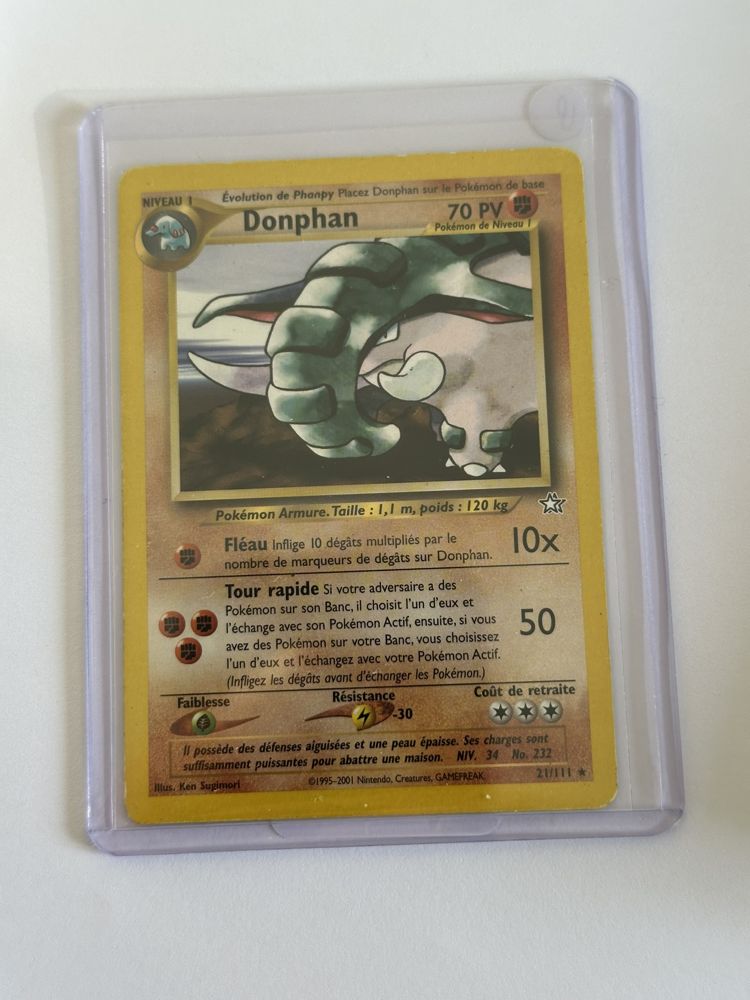 NIVEAU 1
Évolution de Phanpy Placez Donphan sur le Pokémon de base
Donphan
70 PV
Pokémon de Niveau 1
Pokémon Armure. Taille : 1,1 m, poids : 120 kg
Fléau Inflige 10 dégâts multipliés par le
nombre de marqueurs de dégâts sur Donphan.
10x
Tour rapide Si votre adversaire a des
Pokémon sur son Banc, il choisit l'un d'eux et
l'échange avec son Pokémon Actif, ensuite, si vous
avez des Pokémon sur votre Banc, vous choisissez
l'un d'eux et l'échangez avec votre Pokémon Actif.
(Infligez les dégâts avant d'échanger les Pokémon.)
50
Faiblesse
Résistance
-30
Coût de retraite
Il possède des défenses aiguisées et une peau épaisse. Ses charges sont
suffisamment puissantes pour abattre une maison. NIV. 34 No. 232
Illus. Ken Sugimori
©1995-2001 Nintendo, Creatures, GAMEFREAK
21/111 ★